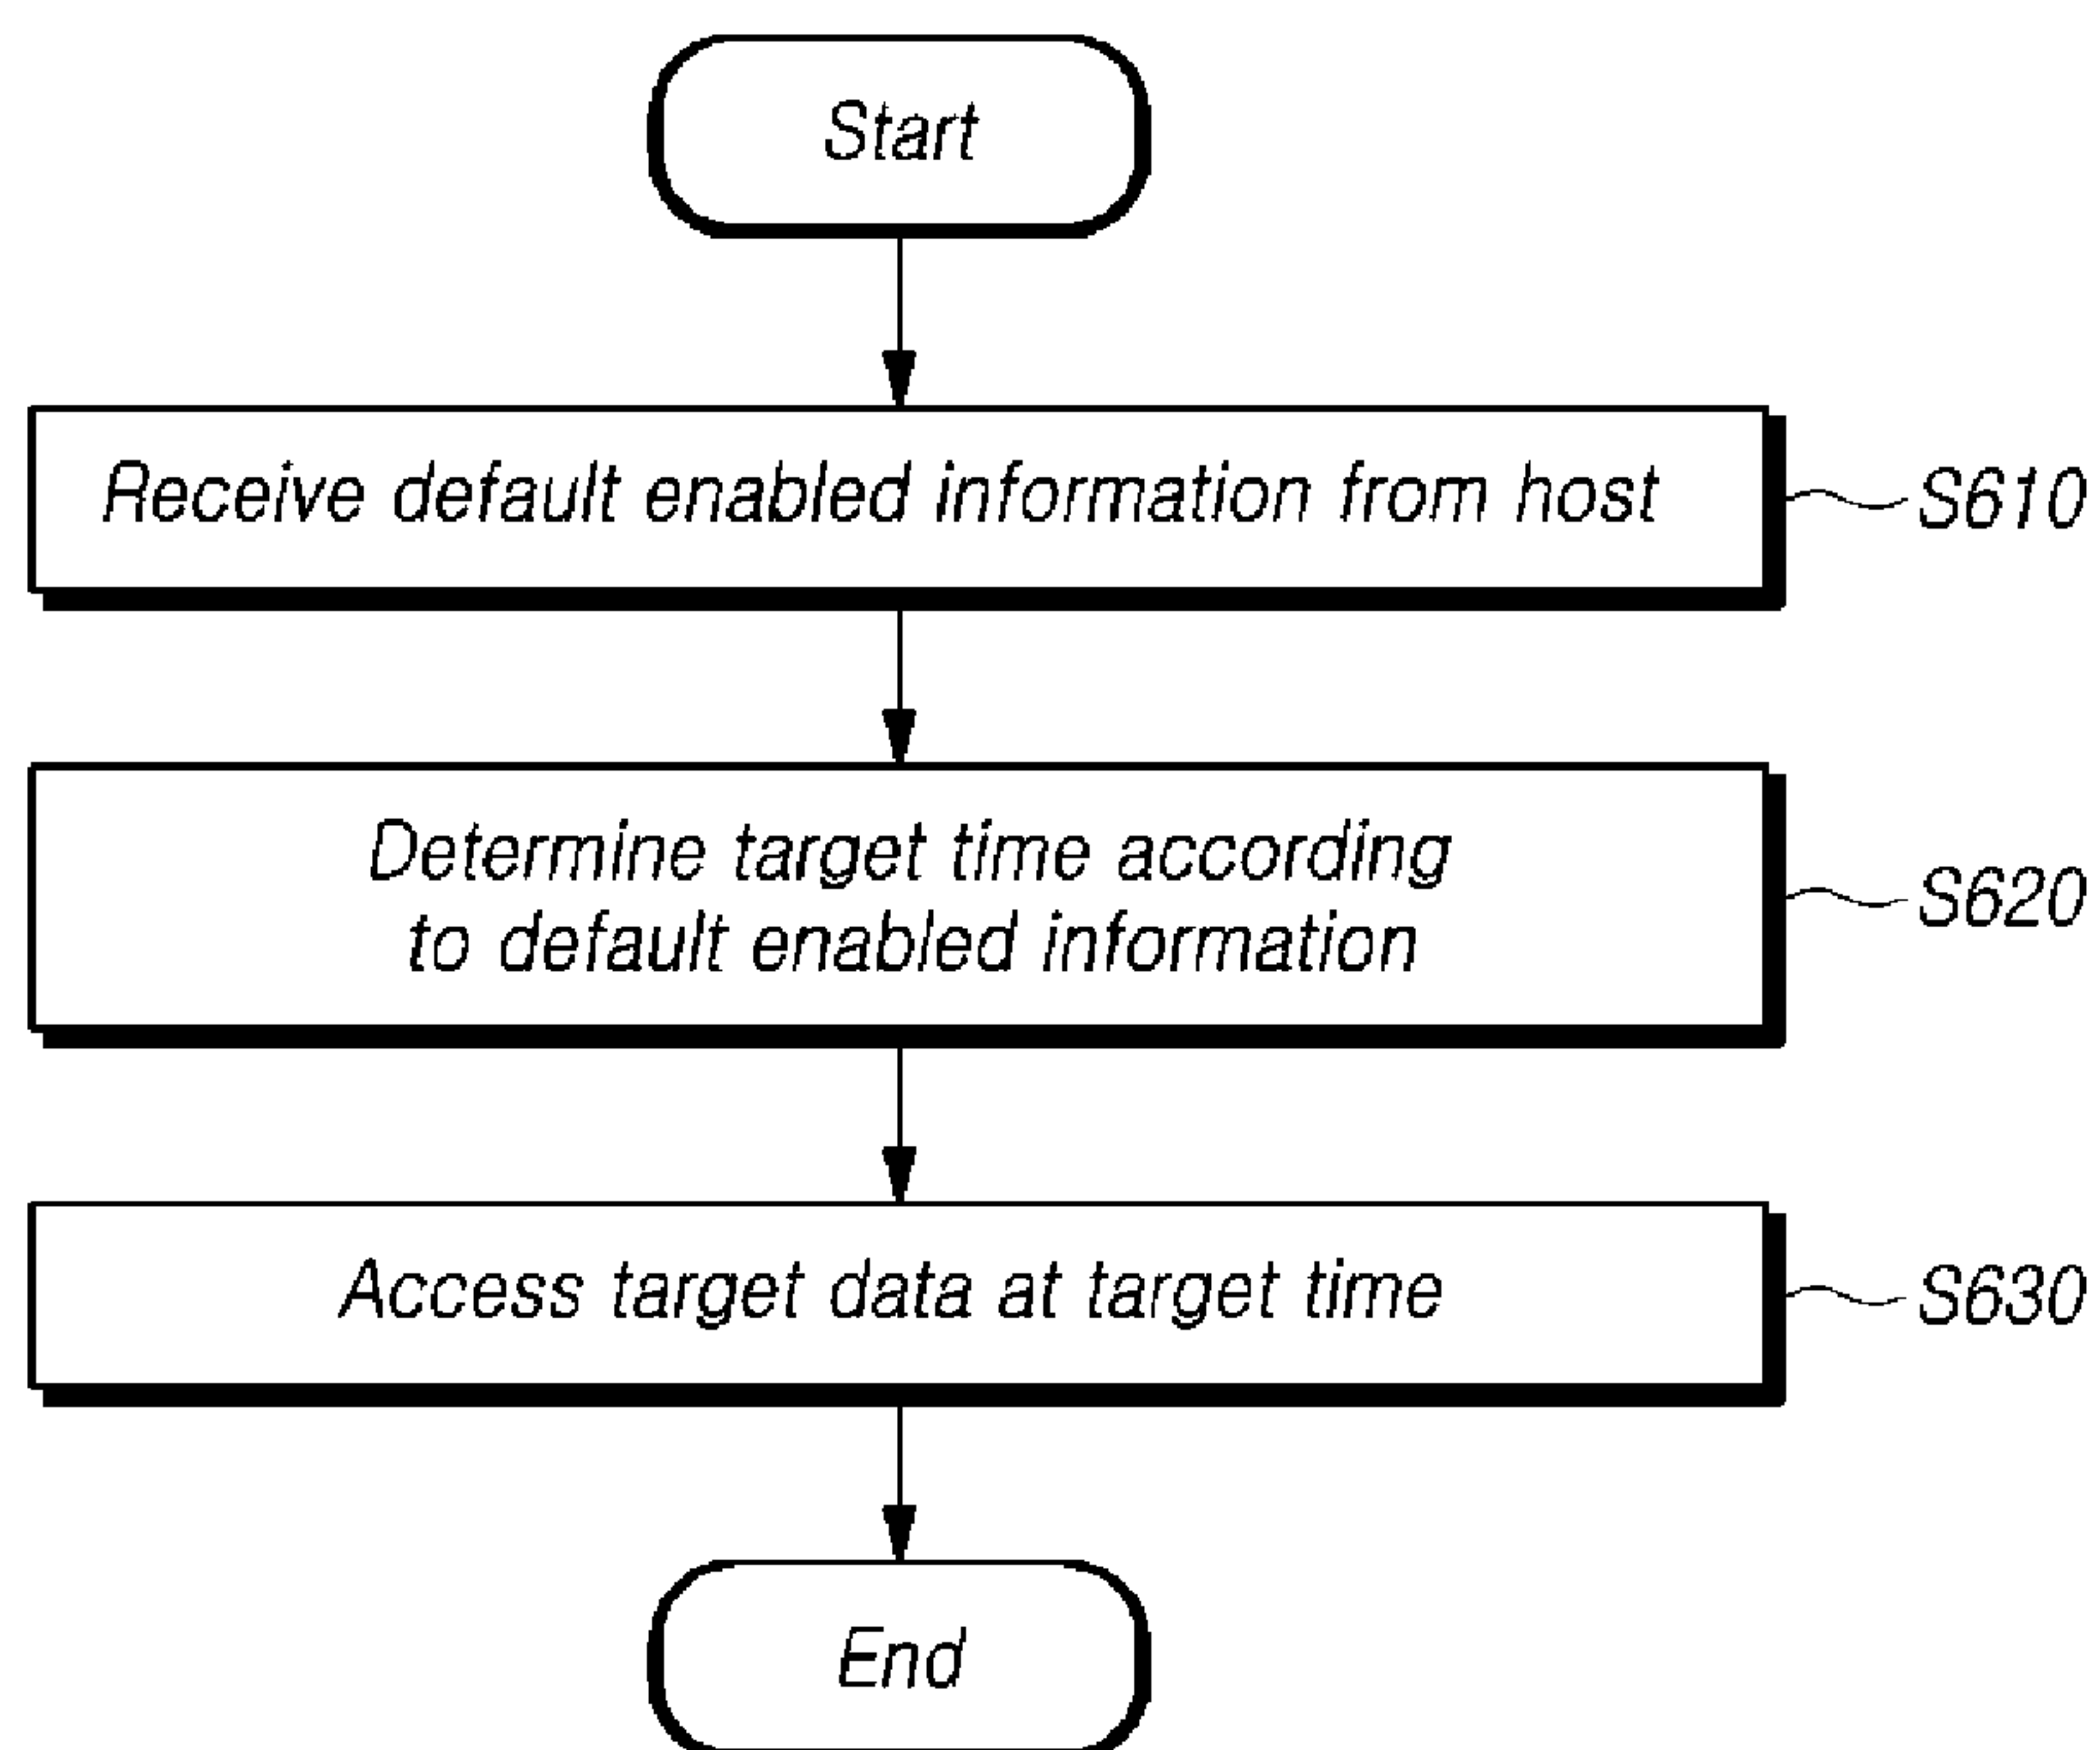 Start
Receive default enabled information from host
S610
Determine target time according
to default enabled information
S620
Access target data at target time
S630
End